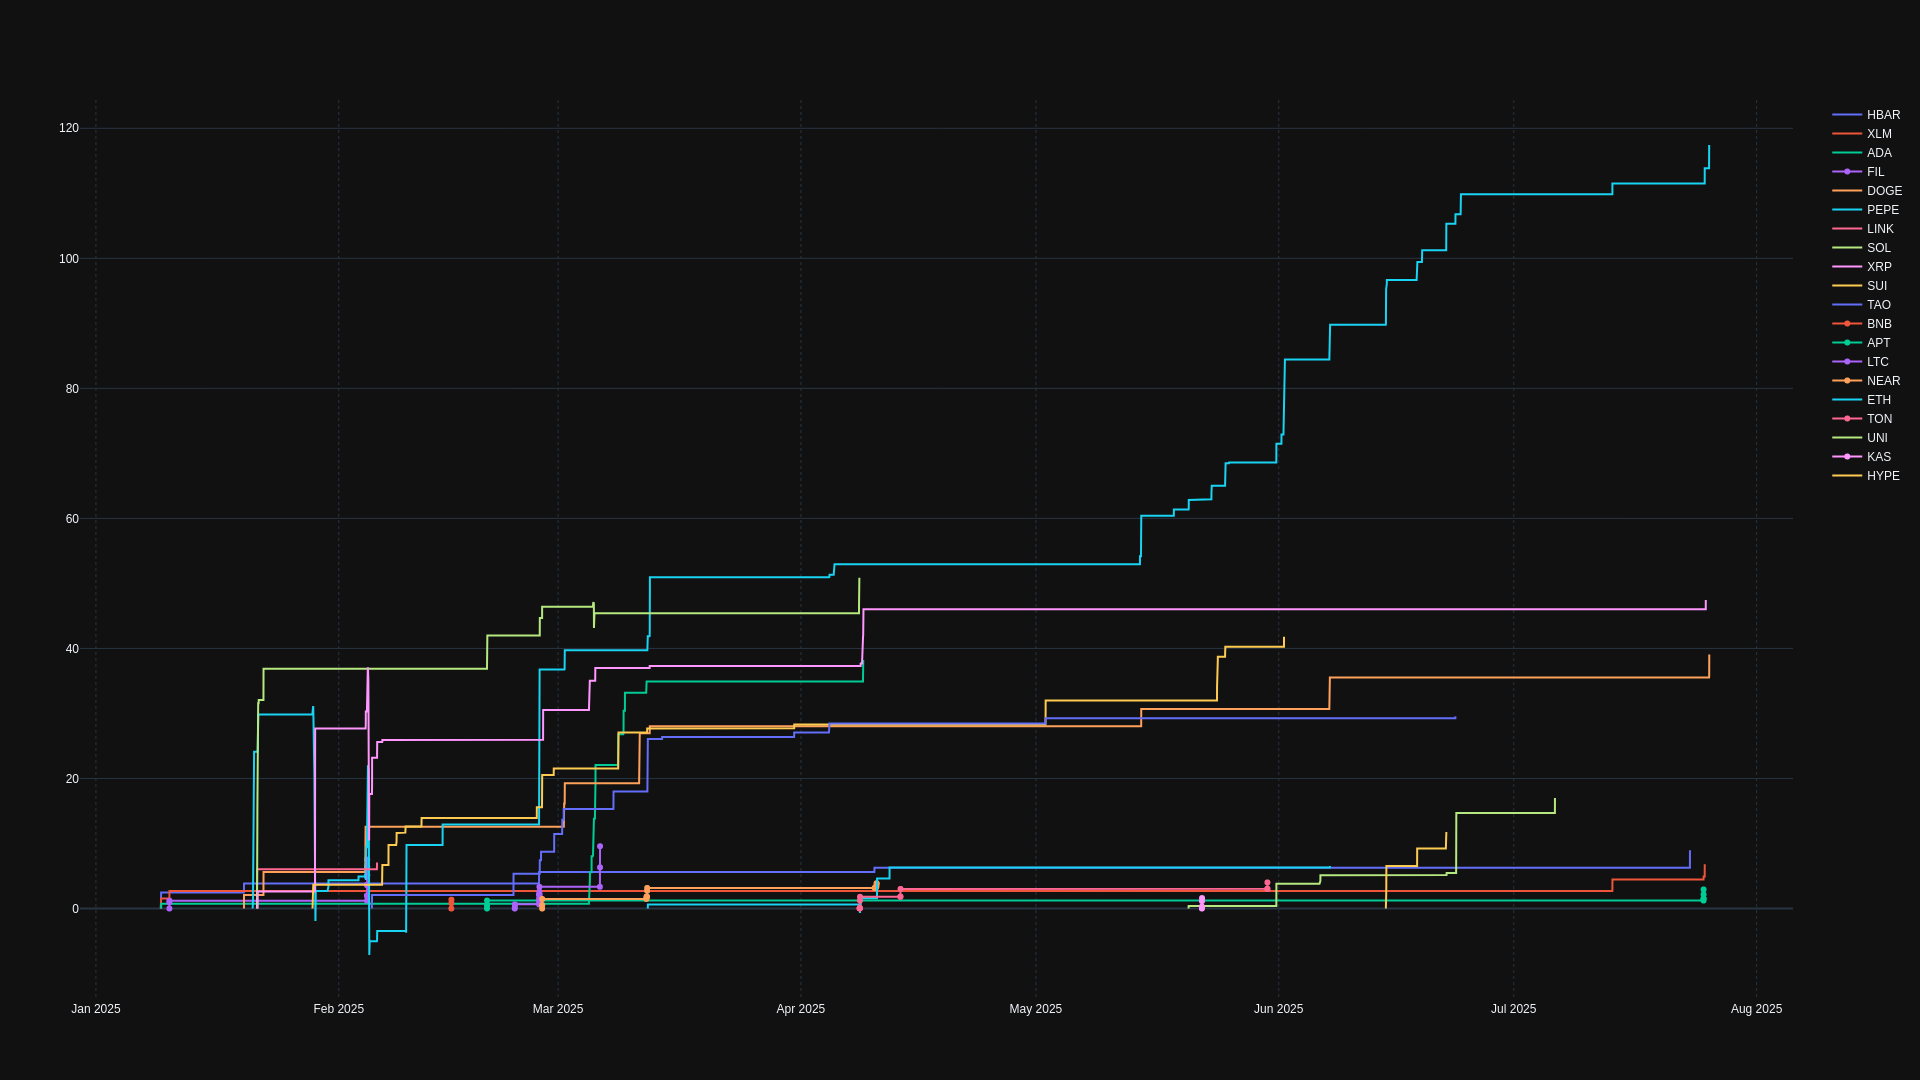 120
100
80
60
40
20
0
Jan 2025
Feb 2025
Mar 2025
Apr 2025
May 2025
Jun 2025
Jul 2025
Aug 2025
HBAR
XLM
ADA
FIL
DOGE
PEPE
LINK
SOL
XRP
SUI
TAO
BNB
APT
LTC
NEAR
ETH
TON
UNI
KAS
HYPE